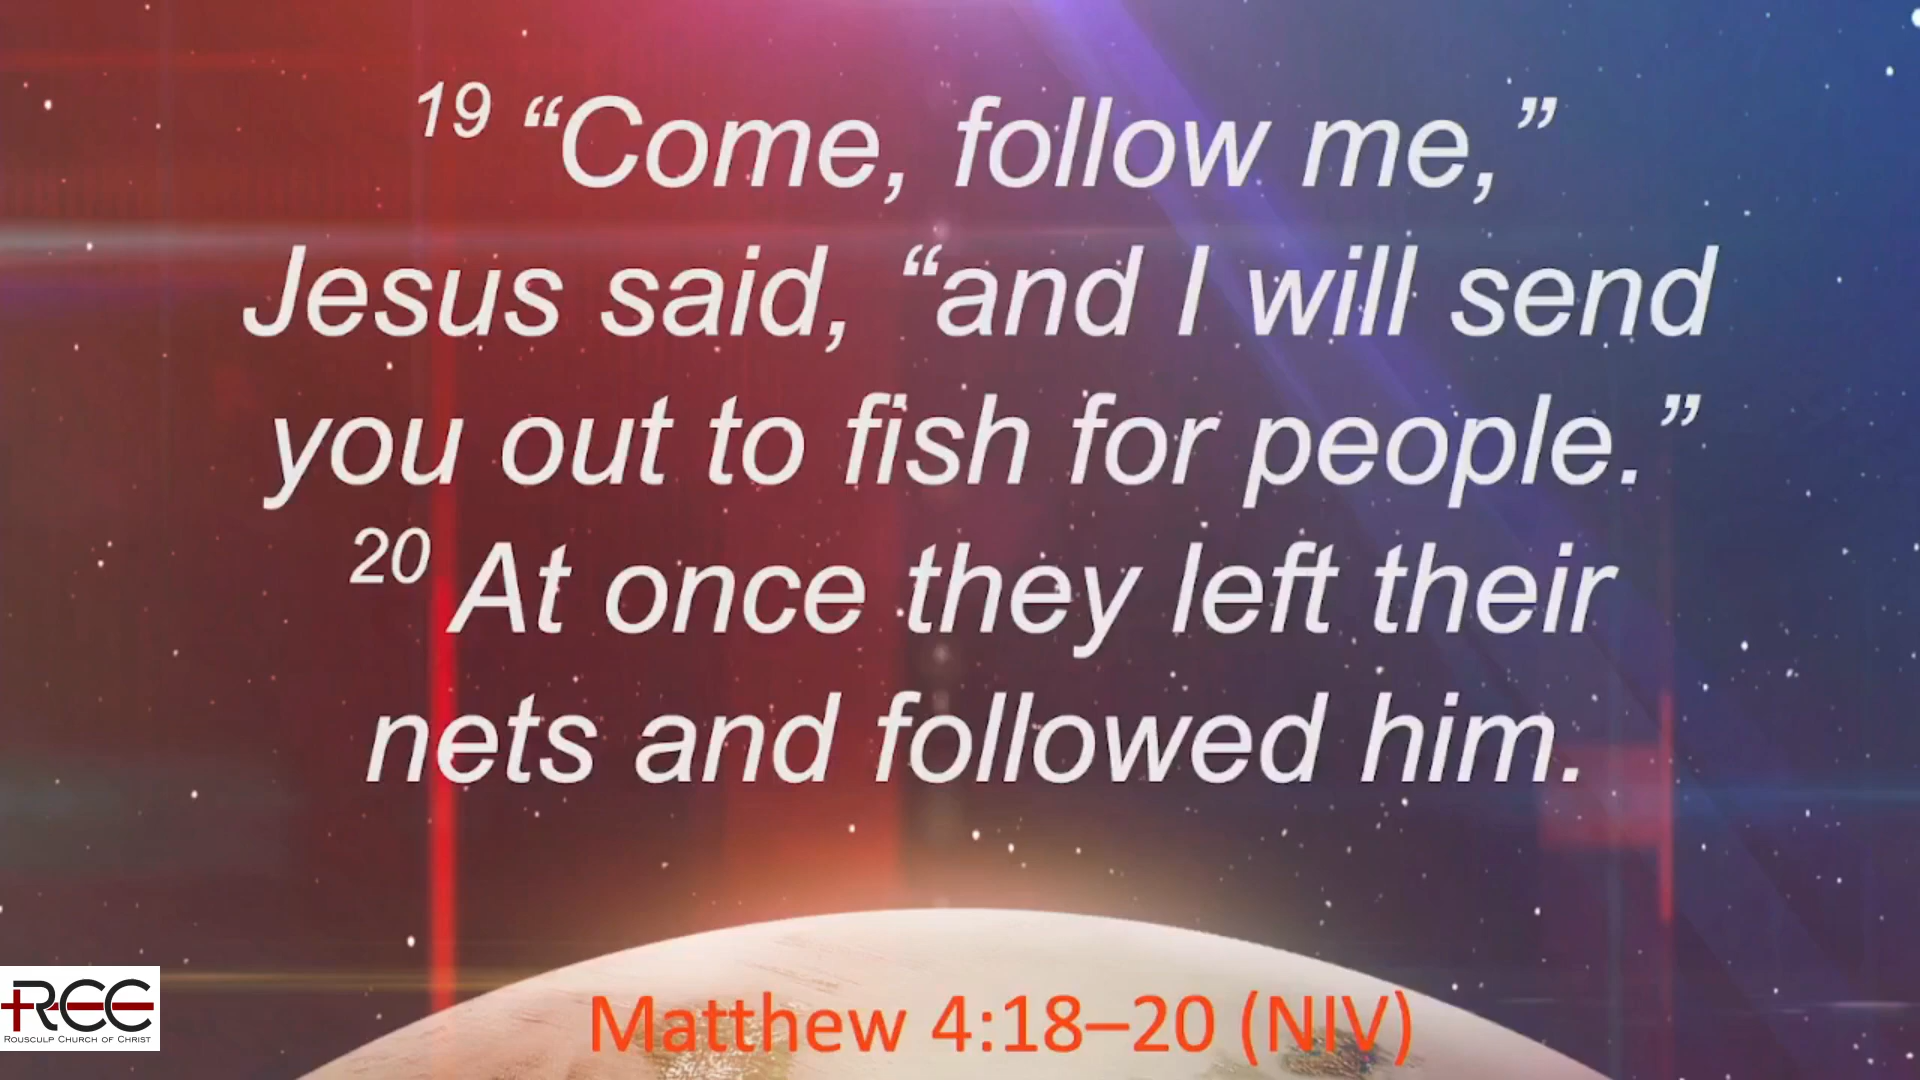 19 “Come, follow me,”
Jesus said, “and I will send
you out to fish for people.”
20 At once they left their
nets and followed him.
Matthew 4:18–20 (NIV)
RCC
ROUSCULP CHURCH OF CHRIST